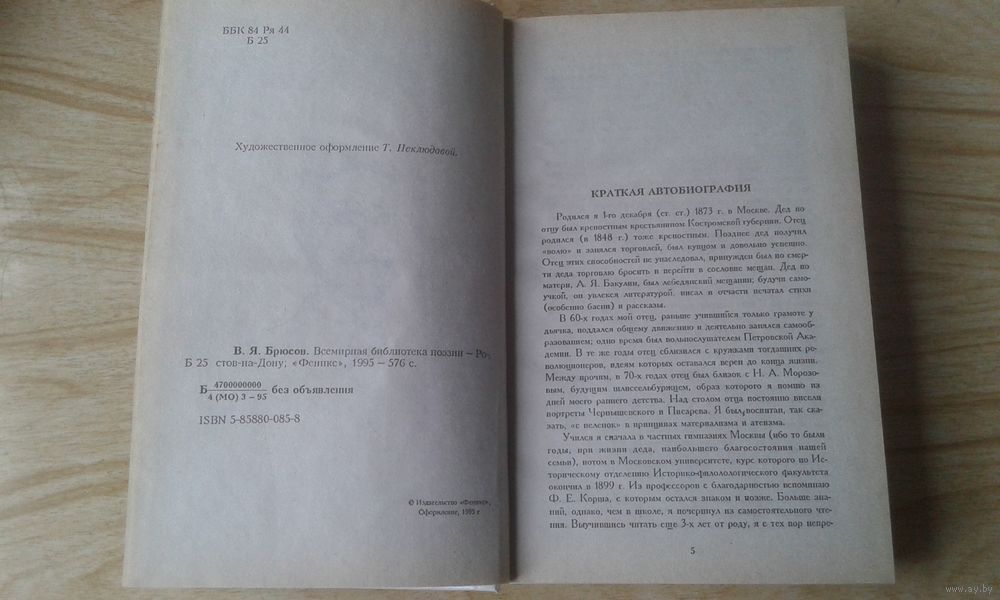 ББК 84 Ря 44
Б 25
Художественное оформление Т. Неклюдовой.
В. Я. Брюсов. Всемирная библиотека поэзии – Ро-
Б 25 стов-на-Дону, «Феникс», 1995 – 576 с.
Б 4700000000 без объявления
4 (МО) 3 – 95
ISBN 5-85880-085-8
© Издательство «Феникс»,
Оформление, 1995 г
КРАТКАЯ АВТОБИОГРАФИЯ
Родился я 1-го декабря (ст. ст.) 1873 г. в Москве. Дед по
отцу был крепостным крестьянином Костромской губернии. Отец
родился (в 1848 г.) тоже крепостным. Позднее дед получил
«волю» и занялся торговлей, был купцом и довольно успешно.
Отец этих способностей не унаследовал, принужден был по смер-
ти деда торговлю бросить и перейти в сословие мещан. Дед по
матери, А. Я. Бакулин, был лебедянский мещанин; будучи само-
учкой, он увлекся литературой, писал и отчасти печатал стихи
(особенно басни) и рассказы.
В 60-х годах мой отец, раньше учившийся только грамоте у
дьячка, поддался общему движению и деятельно занялся самообра-
зованием; одно время был вольнослушателем Петровской Ака-
демии. В те же годы отец сблизился с кружками тогдашних ре-
волюционеров, идеям которых оставался верен до конца жизни.
Между прочим, в 70-х годах отец был близок с Н. А. Морозо-
вым, будущим шлиссельбуржцем, образ которого я помню из
дней моего раннего детства. Над столом отца постоянно висели
портреты Чернышевского и Писарева. Я был воспитан, так ска-
зать, «с пеленок» в принципах материализма и атеизма.
Учился я сначала в частных гимназиях Москвы (ибо то были
годы, при жизни деда, наибольшего благосостояния нашей
семьи), потом в Московском университете, курс которого по Ис-
торическому отделению Историко-филолологического факультета
окончил в 1899 г. Из профессоров с благодарностью вспоминаю
Ф. Е. Корша, с которым остался знаком и позже. Больше зна-
ний, однако, чем в школе, я почерпнул из самостоятельного чте-
ния. Выучившись читать еще 3-х лет от роду, я с тех пор непре-
5
www.ay.by